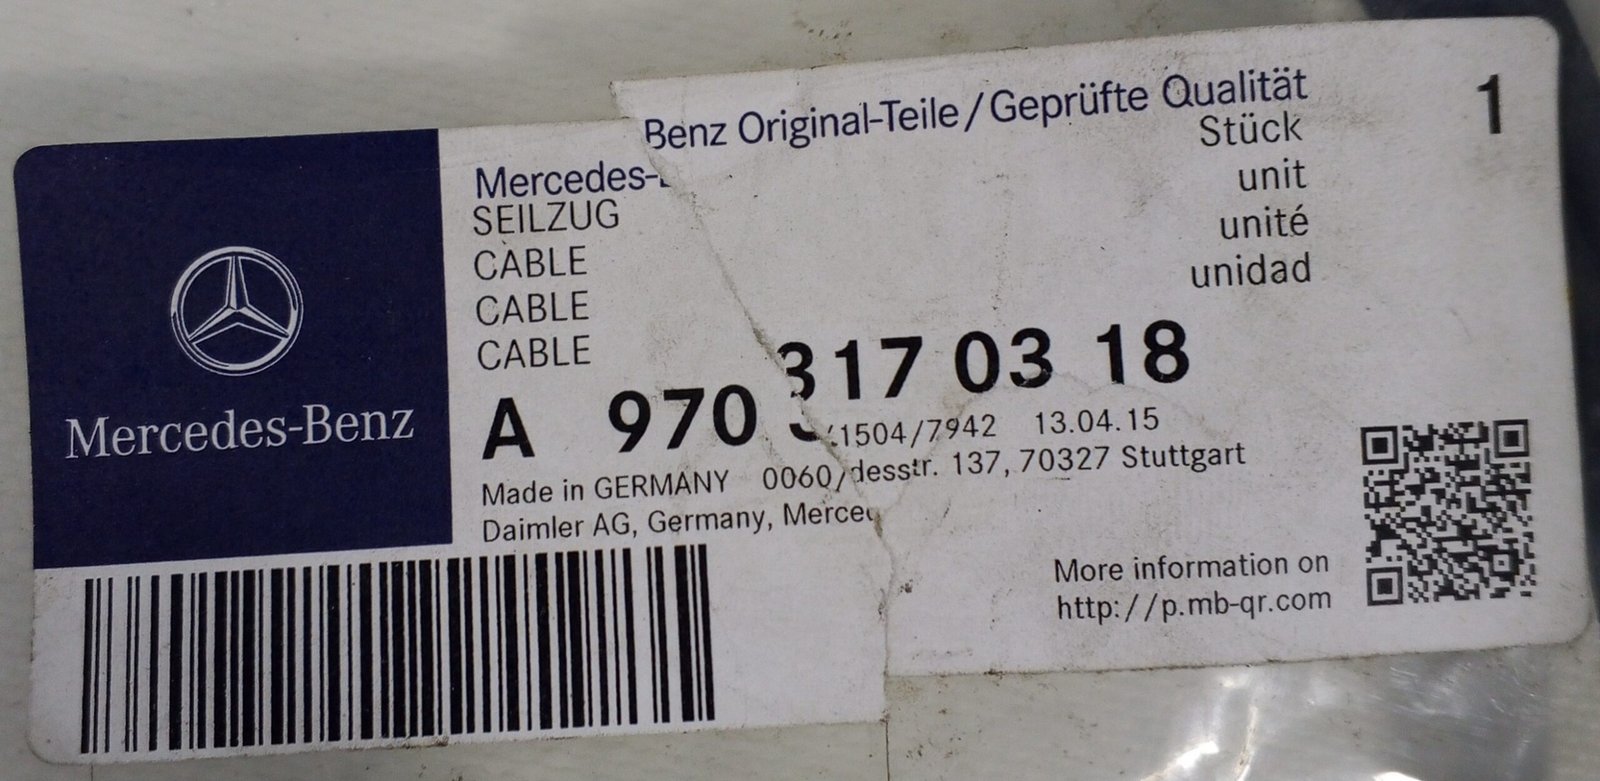 Mercedes-Benz Original-Teile/Geprüfte Qualität
SEILZUG
CABLE
CABLE
CABLE
Stück
unit
unité
unidad
1
A 970 317 03 18
Made in GERMANY 0060/1504/7942 13.04.15
Daimler AG, Germany, Mercedesstr. 137, 70327 Stuttgart
Mercedes-Benz
More information on
http://p.mb-qr.com